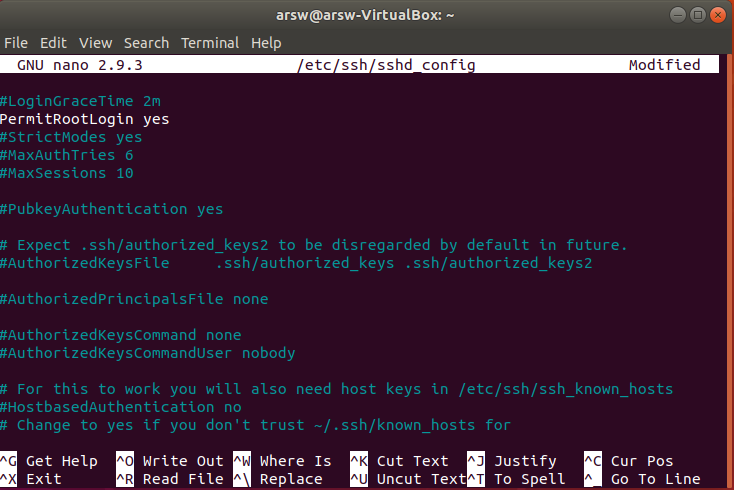 arsw@arsw-VirtualBox: ~
File Edit View Search Terminal Help
GNU nano 2.9.3 /etc/ssh/sshd_config Modified
#LoginGraceTime 2m
PermitRootLogin yes
#StrictModes yes
#MaxAuthTries 6
#MaxSessions 10
#PubkeyAuthentication yes
# Expect .ssh/authorized_keys2 to be disregarded by default in future.
#AuthorizedKeysFile .ssh/authorized_keys .ssh/authorized_keys2
#AuthorizedPrincipalsFile none
#AuthorizedKeysCommand none
#AuthorizedKeysCommandUser nobody
# For this to work you will also need host keys in /etc/ssh/ssh_known_hosts
#HostbasedAuthentication no
# Change to yes if you don't trust ~/.ssh/known_hosts for
^G Get Help ^O Write Out ^W Where Is ^K Cut Text ^J Justify ^C Cur Pos
^X Exit ^R Read File ^\ Replace ^U Uncut Text ^T To Spell ^_ Go To Line